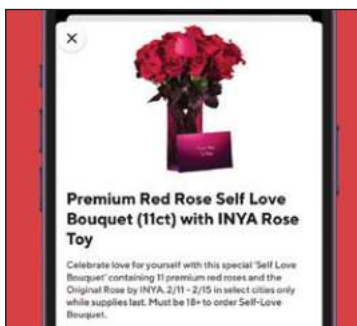 Premium Red Rose Self Love
Bouquet (11ct) with INYA Rose
Toy
Celebrate love for yourself with this special 'Self Love
Bouquet' containing 11 premium red roses and the
Original Rose by INYA. 2/11 - 2/15 in select cities only
while supplies last. Must be 18+ to order Self-Love
Bouquet.